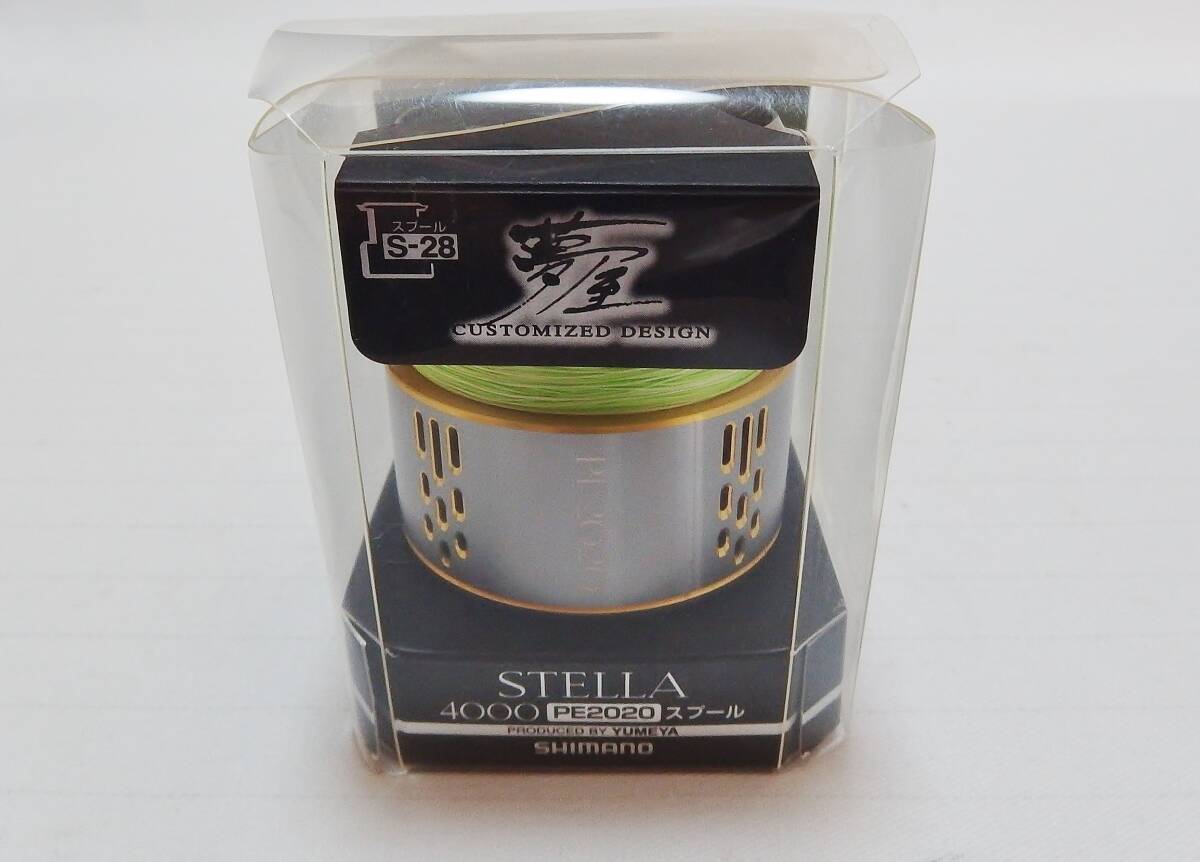 スプール
S-28
夢屋
CUSTOMIZED DESIGN
PE2020
STELLA
4000 PE2020 スプール
PRODUCED BY YUMEYA
SHIMANO